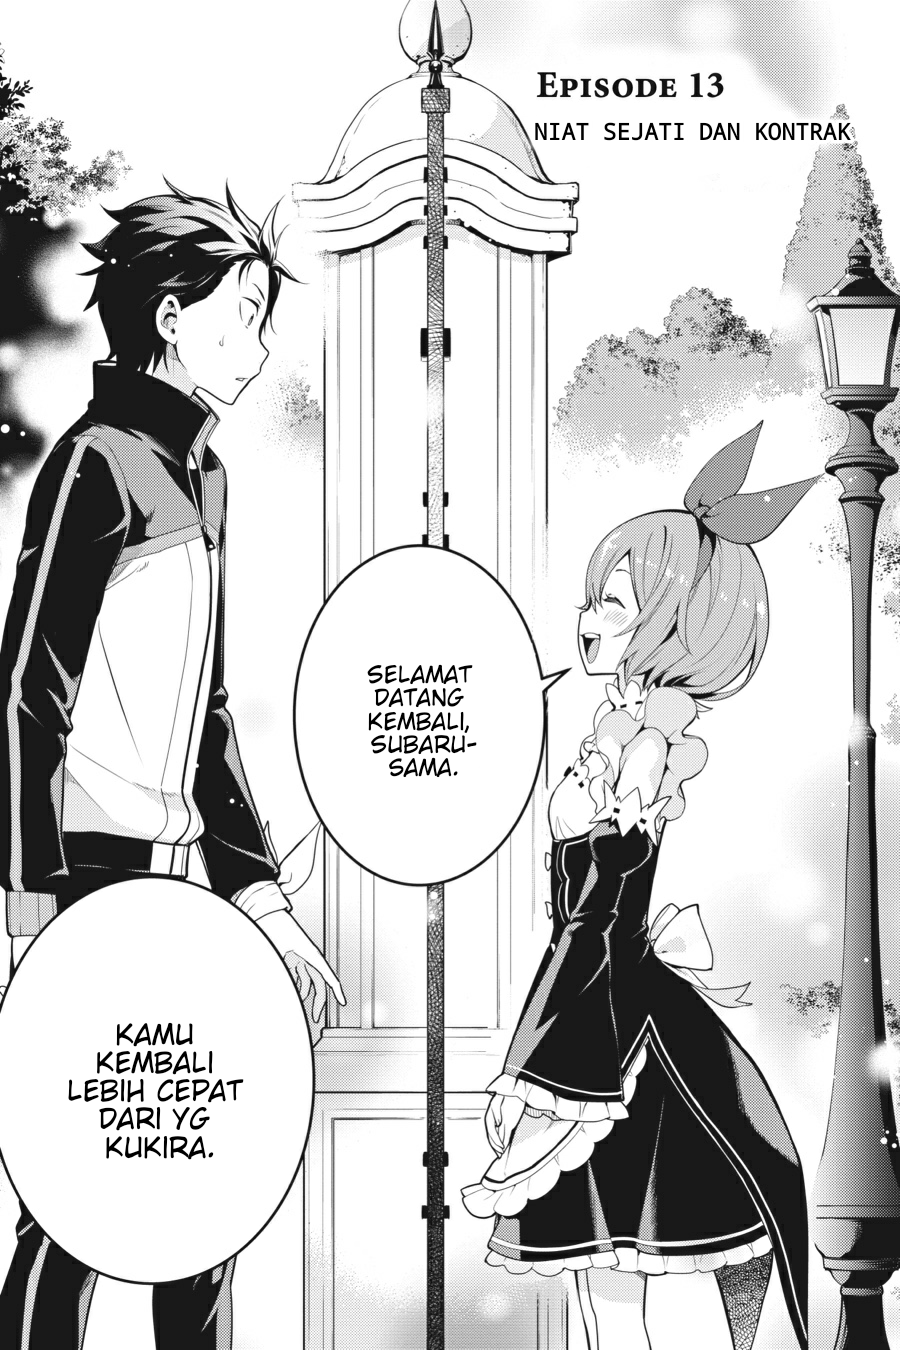 EPISODE 13
NIAT SEJATI DAN KONTRAK
SELAMAT
DATANG
KEMBALI,
SUBARU-
SAMA.
KAMU
KEMBALI
LEBIH CEPAT
DARI YG
KUKIRA.